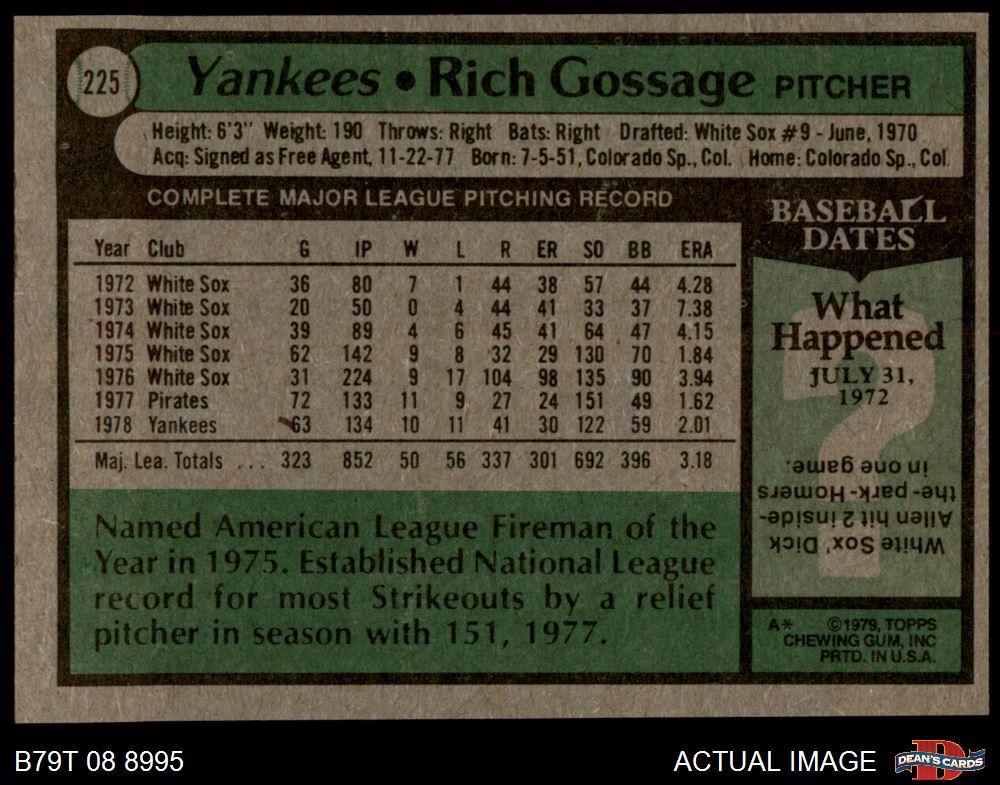 225
Yankees • Rich Gossage PITCHER
Height: 6'3" Weight: 190 Throws: Right Bats: Right Drafted: White Sox #9 - June, 1970
Acq: Signed as Free Agent, 11-22-77 Born: 7-5-51, Colorado Sp., Col. Home: Colorado Sp., Col.
COMPLETE MAJOR LEAGUE PITCHING RECORD
Year Club G IP W L R ER SO BB ERA
1972 White Sox 36 80 7 1 44 38 57 44 4.28
1973 White Sox 20 50 0 4 44 41 33 37 7.38
1974 White Sox 39 89 4 6 45 41 64 47 4.15
1975 White Sox 62 142 9 8 32 29 130 70 1.84
1976 White Sox 31 224 9 17 104 98 135 90 3.94
1977 Pirates 72 133 11 9 27 24 151 49 1.62
1978 Yankees 63 134 10 11 41 30 122 59 2.01
Maj. Lea. Totals ... 323 852 50 56 337 301 692 396 3.18
Named American League Fireman of the
Year in 1975. Established National League
record for most Strikeouts by a relief
pitcher in season with 151, 1977.
BASEBALL
DATES
What
Happened
JULY 31,
1972
?
White Sox' Dick
Allen hit 2 inside-
the-park-Homers
in one game.
A* ©1979, TOPPS
CHEWING GUM, INC
PRTD. IN U.S.A.
B79T 08 8995
ACTUAL IMAGE
DEAN'S CARDS